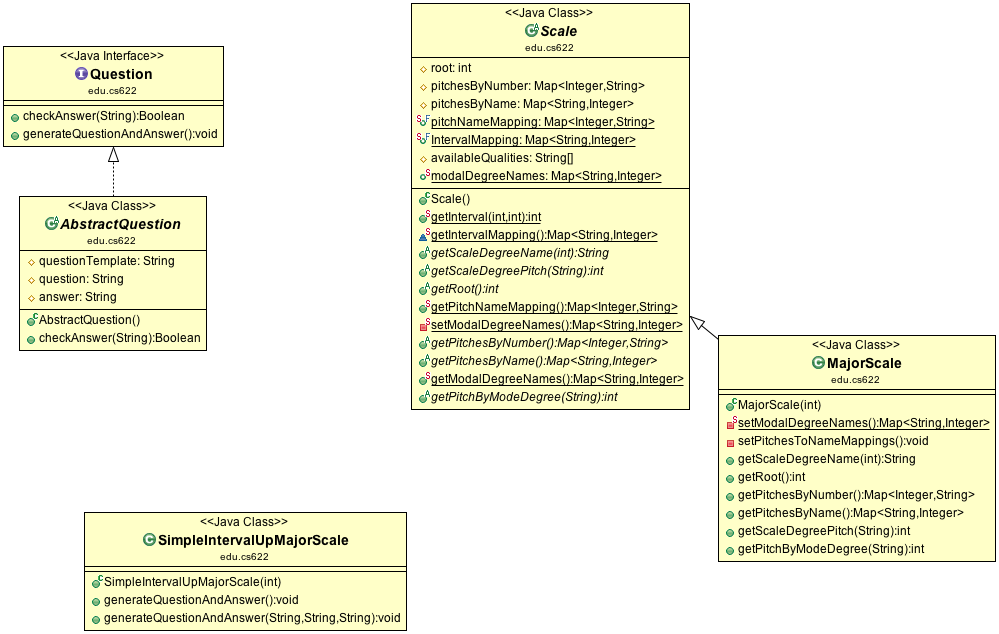 <<Java Interface>>
Question
edu.cs622
checkAnswer(String):Boolean
generateQuestionAndAnswer():void
<<Java Class>>
AbstractQuestion
edu.cs622
questionTemplate: String
question: String
answer: String
AbstractQuestion()
checkAnswer(String):Boolean
<<Java Class>>
Scale
edu.cs622
root: int
pitchesByNumber: Map<Integer,String>
pitchesByName: Map<String,Integer>
pitchNameMapping: Map<Integer,String>
IntervalMapping: Map<String,Integer>
availableQualities: String[]
modalDegreeNames: Map<String,Integer>
Scale()
getInterval(int,int):int
getIntervalMapping():Map<String,Integer>
getScaleDegreeName(int):String
getScaleDegreePitch(String):int
getRoot():int
getPitchNameMapping():Map<Integer,String>
setModalDegreeNames():Map<String,Integer>
getPitchesByNumber():Map<Integer,String>
getPitchesByName():Map<String,Integer>
getModalDegreeNames():Map<String,Integer>
getPitchByModeDegree(String):int
<<Java Class>>
MajorScale
edu.cs622
MajorScale(int)
setModalDegreeNames():Map<String,Integer>
setPitchesToNameMappings():void
getScaleDegreeName(int):String
getRoot():int
getPitchesByNumber():Map<Integer,String>
getPitchesByName():Map<String,Integer>
getScaleDegreePitch(String):int
getPitchByModeDegree(String):int
<<Java Class>>
SimpleIntervalUpMajorScale
edu.cs622
SimpleIntervalUpMajorScale(int)
generateQuestionAndAnswer():void
generateQuestionAndAnswer(String,String,String):void